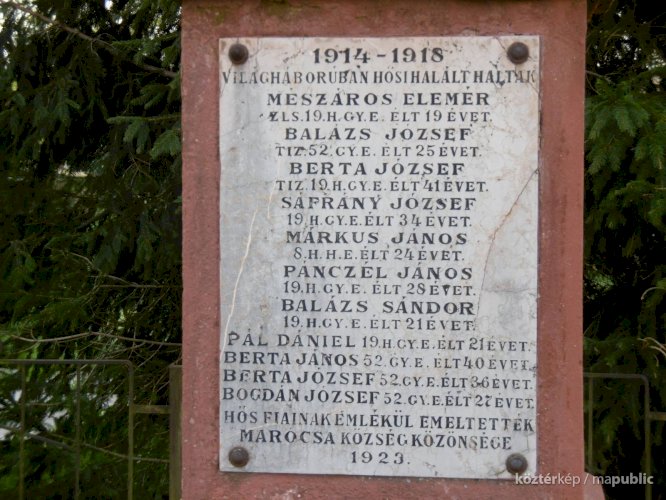 1914-1918
VILÁGHÁBORÚBAN HŐSI HALÁLT HALTAK
MÉSZÁROS ELEMÉR
ZLS. 19. H. GY. E. ÉLT 19 ÉVET.
BALÁZS JÓZSEF
TIZ. 52. GY. E. ÉLT 25 ÉVET.
BERTA JÓZSEF
TIZ. 19. H. GY. E. ÉLT 41 ÉVET.
SÁFRÁNY JÓZSEF
19. H. GY. E. ÉLT 34 ÉVET.
MÁRKUS JÁNOS
8. H. H. E. ÉLT 24 ÉVET.
PÁNCZÉL JÁNOS
19. H. GY. E. ÉLT 28 ÉVET.
BALÁZS SÁNDOR
19. H. GY. E. ÉLT 21 ÉVET.
PÁL DÁNIEL 19. H. GY. E. ÉLT 21 ÉVET.
BERTA JÁNOS 52. GY. E. ÉLT 40 ÉVET.
BERTA JÓZSEF 52. GY. E. ÉLT 36 ÉVET.
BOGDÁN JÓZSEF 52. GY. E. ÉLT 27 ÉVET.
HŐS FIAINAK EMLÉKÜL EMELTETTÉK
MARÓCSA KÖZSÉG KÖZÖNSÉGE
1923.
köztérkép / mapublic